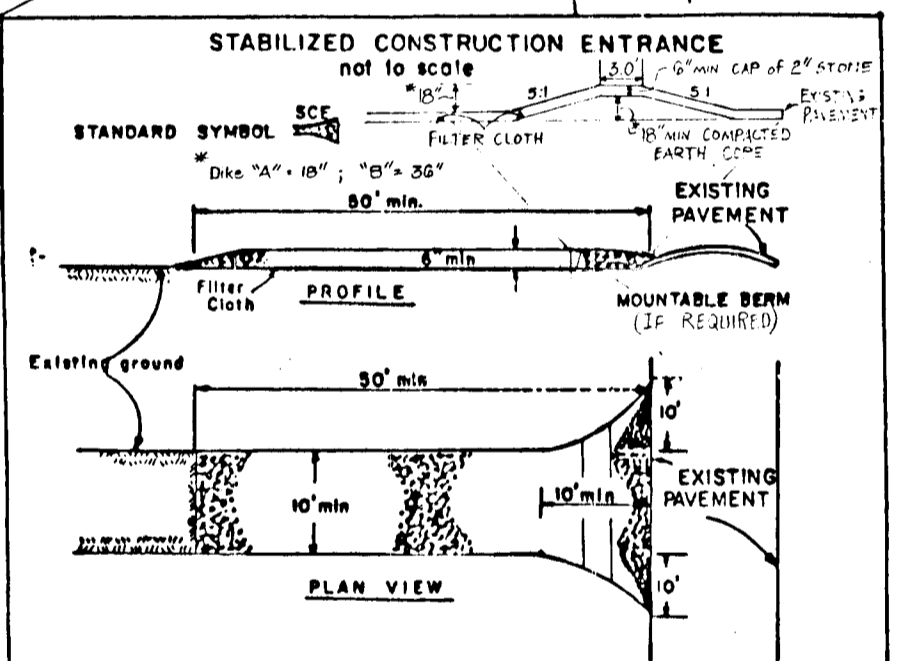 STABILIZED CONSTRUCTION ENTRANCE
not to scale
3.0'
6" MIN CAP of 2" STONE
* 18"
5:1
5:1
EXISTING
PAVEMENT
STANDARD SYMBOL
SCE
FILTER CLOTH
* 18" MIN COMPACTED
EARTH CORE
* Dike "A" = 18" ; "B" = 36"
50' min.
EXISTING
PAVEMENT
6" min
Filter
Cloth
PROFILE
MOUNTABLE BERM
(IF REQUIRED)
Existing ground
50' min
10'
10' min
10' min
EXISTING
PAVEMENT
10'
PLAN VIEW